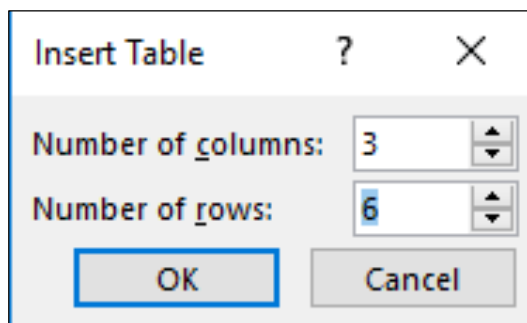 Insert Table ?
Number of columns: 3
Number of rows: 6
OK Cancel